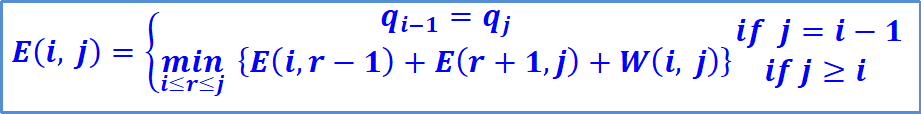 E(i, j) = { q_{i−1} = q_j if j = i − 1
min_{i≤r≤j} {E(i, r − 1) + E(r + 1, j) + W(i, j)} if j ≥ i